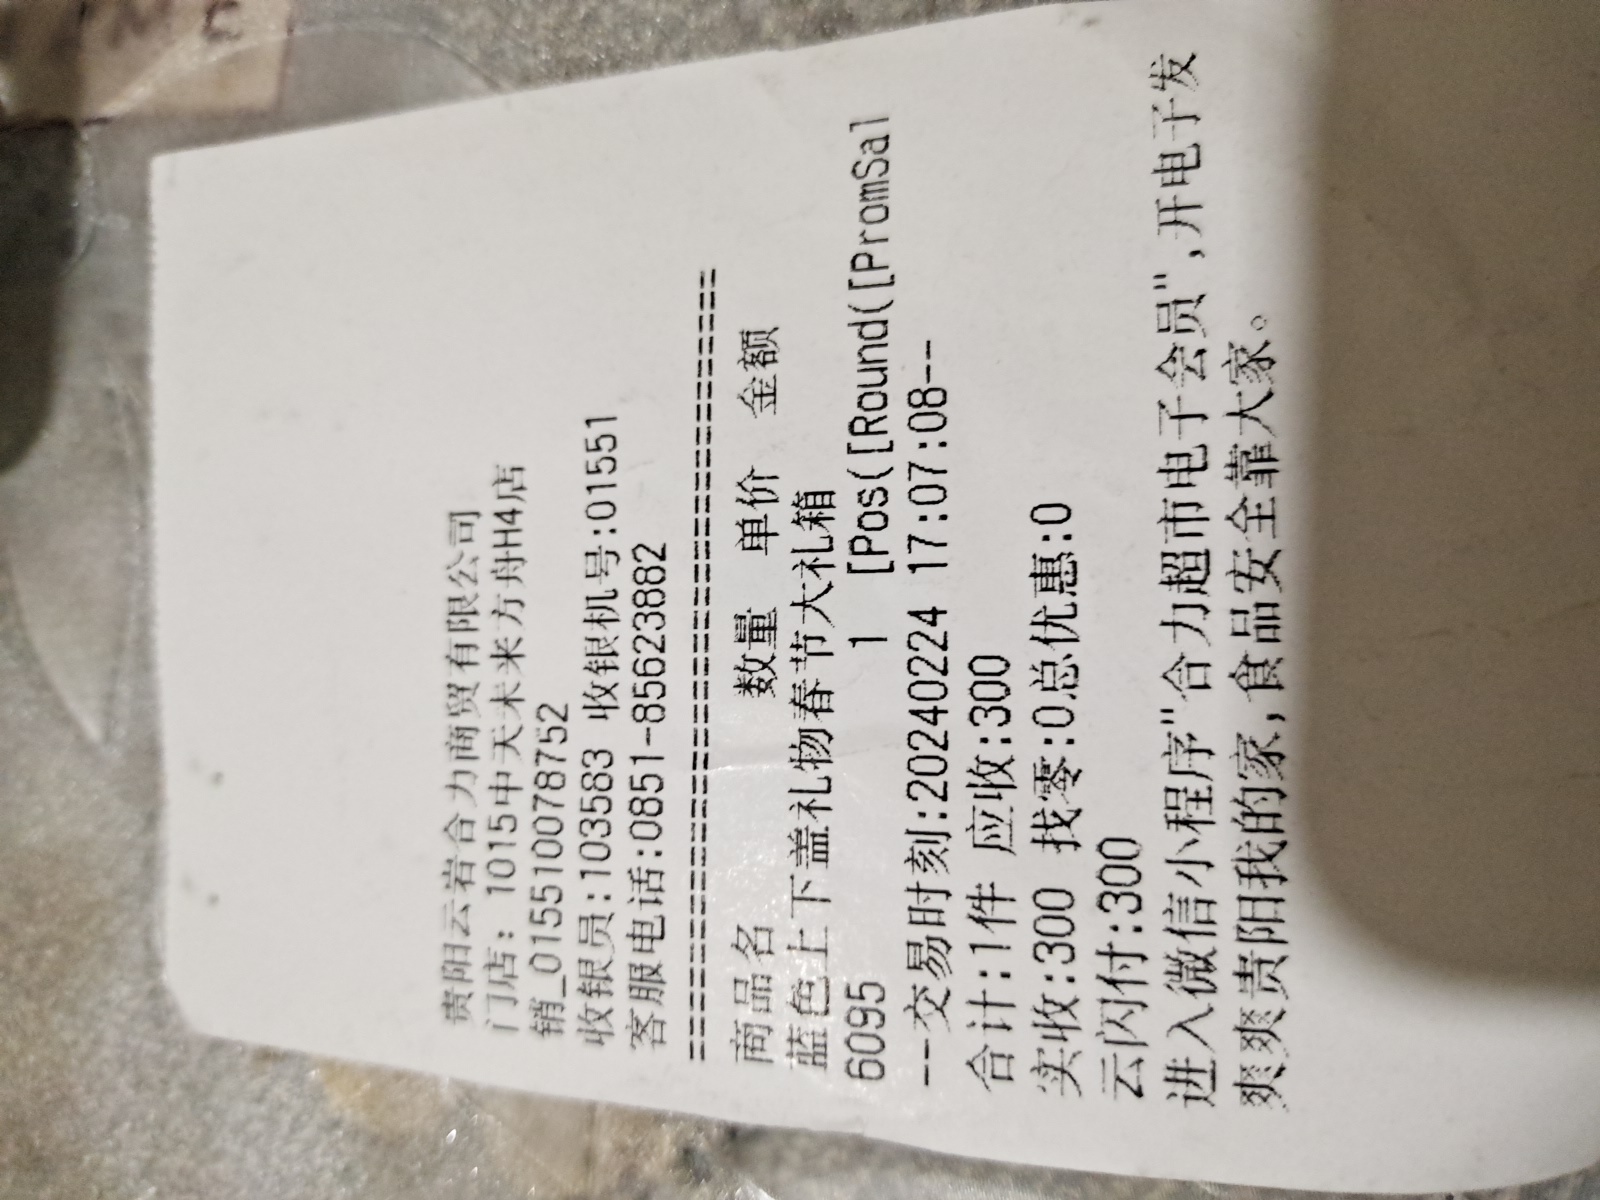 贵阳云岩合力商贸有限公司
门店: 1015中天未来方舟H4店
销_01551007878752
收银员:103583 收银机号:01551
客服电话:0851-85623882
================================
商品名 数量 单价 金额
蓝色上下盖礼物春节大礼箱
6095 1 [Pos([Round([PromSal
--交易时刻:20240224 17:07:08--
合计:1件 应收:300
实收:300 找零:0总优惠:0
云闪付:300
进入微信小程序"合力超市电子会员",开电子发
爽爽贵阳我的家,食品安全靠大家。